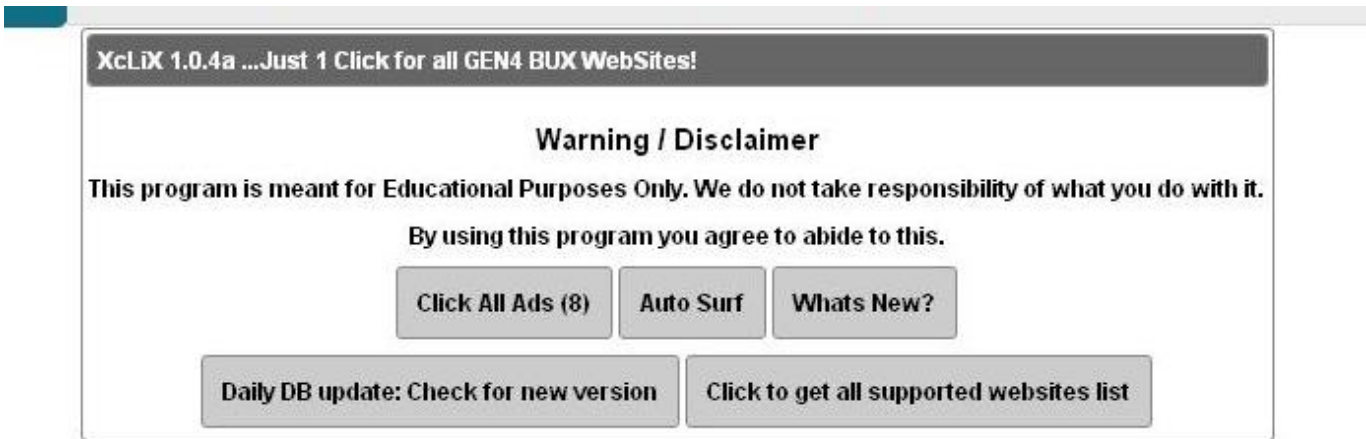 XcLiX 1.0.4a ...Just 1 Click for all GEN4 BUX WebSites!
Warning / Disclaimer
This program is meant for Educational Purposes Only. We do not take responsibility of what you do with it.
By using this program you agree to abide to this.
Click All Ads (8) Auto Surf Whats New?
Daily DB update: Check for new version Click to get all supported websites list